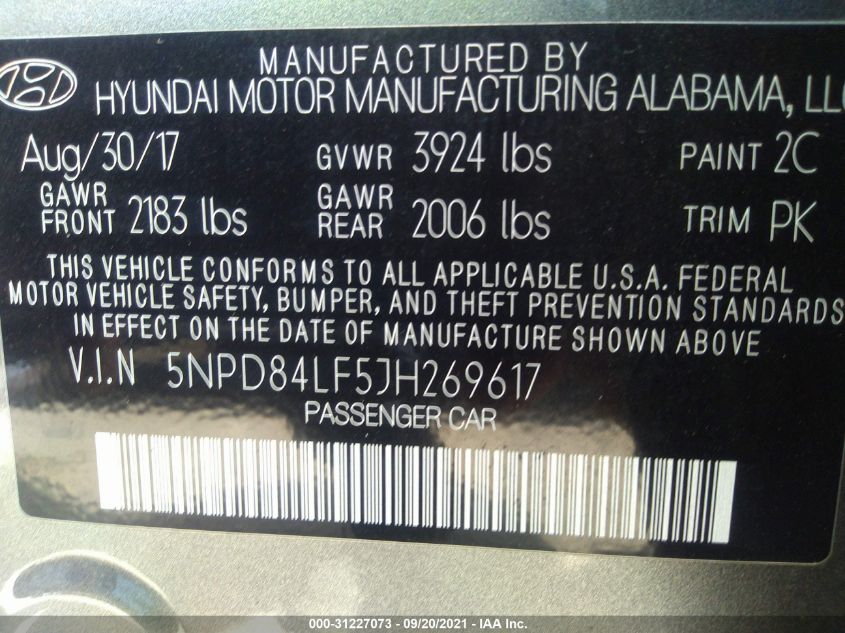 MANUFACTURED BY
HYUNDAI MOTOR MANUFACTURING ALABAMA, LLC
Aug/30/17 GVWR 3924 lbs PAINT 2C
GAWR FRONT 2183 lbs GAWR REAR 2006 lbs TRIM PK
THIS VEHICLE CONFORMS TO ALL APPLICABLE U.S.A. FEDERAL
MOTOR VEHICLE SAFETY, BUMPER, AND THEFT PREVENTION STANDARDS
IN EFFECT ON THE DATE OF MANUFACTURE SHOWN ABOVE
V.I.N 5NPD84LF5JH269617
PASSENGER CAR
000-31227073 - 09/20/2021 - IAA Inc.